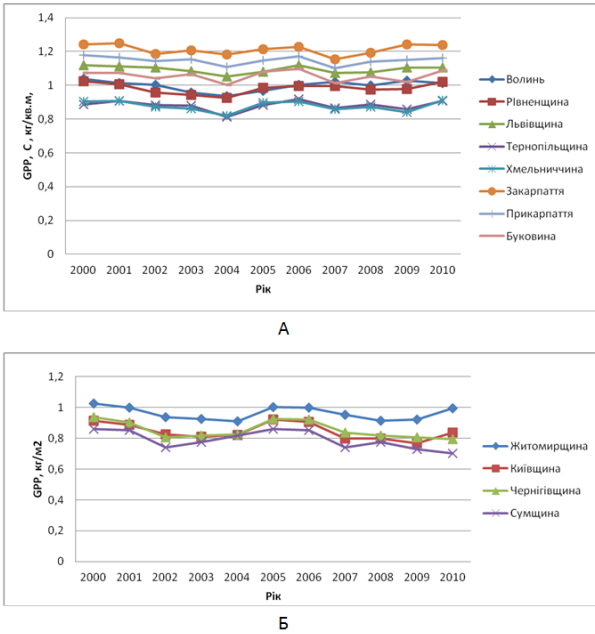 1,4
1,2
1
0,8
0,6
0,4
0,2
0
GPP, С , кг/кв.м,
2000 2001 2002 2003 2004 2005 2006 2007 2008 2009 2010
Рік
Волинь
Рівненщина
Львівщина
Тернопільщина
Хмельниччина
Закарпаття
Прикарпаття
Буковина
А
1,2
1
0,8
0,6
0,4
0,2
0
GPP, кг/м2
2000 2001 2002 2003 2004 2005 2006 2007 2008 2009 2010
Рік
Житомирщина
Київщина
Чернігівщина
Сумщина
Б